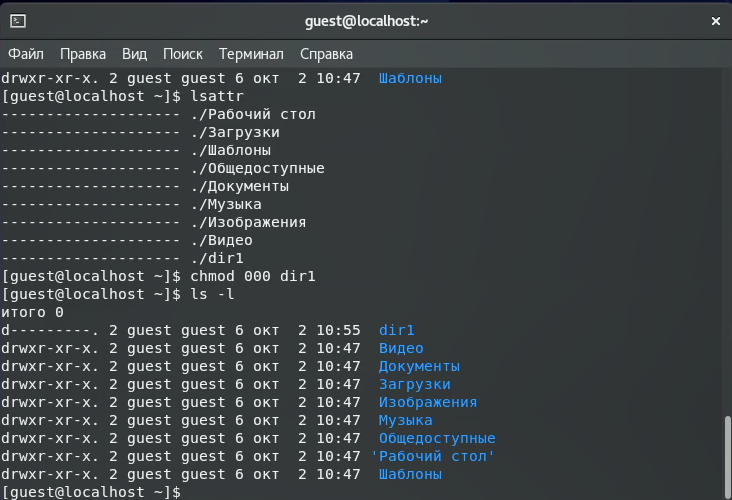 guest@localhost:~
Файл Правка Вид Поиск Терминал Справка
drwxr-xr-x. 2 guest guest 6 окт  2 10:47  Шаблоны
[guest@localhost ~]$ lsattr
-------------------- ./Рабочий стол
-------------------- ./Загрузки
-------------------- ./Шаблоны
-------------------- ./Общедоступные
-------------------- ./Документы
-------------------- ./Музыка
-------------------- ./Изображения
-------------------- ./Видео
-------------------- ./dir1
[guest@localhost ~]$ chmod 000 dir1
[guest@localhost ~]$ ls -l
итого 0
d---------. 2 guest guest 6 окт  2 10:55  dir1
drwxr-xr-x. 2 guest guest 6 окт  2 10:47  Видео
drwxr-xr-x. 2 guest guest 6 окт  2 10:47  Документы
drwxr-xr-x. 2 guest guest 6 окт  2 10:47  Загрузки
drwxr-xr-x. 2 guest guest 6 окт  2 10:47  Изображения
drwxr-xr-x. 2 guest guest 6 окт  2 10:47  Музыка
drwxr-xr-x. 2 guest guest 6 окт  2 10:47  Общедоступные
drwxr-xr-x. 2 guest guest 6 окт  2 10:47 'Рабочий стол'
drwxr-xr-x. 2 guest guest 6 окт  2 10:47  Шаблоны
[guest@localhost ~]$